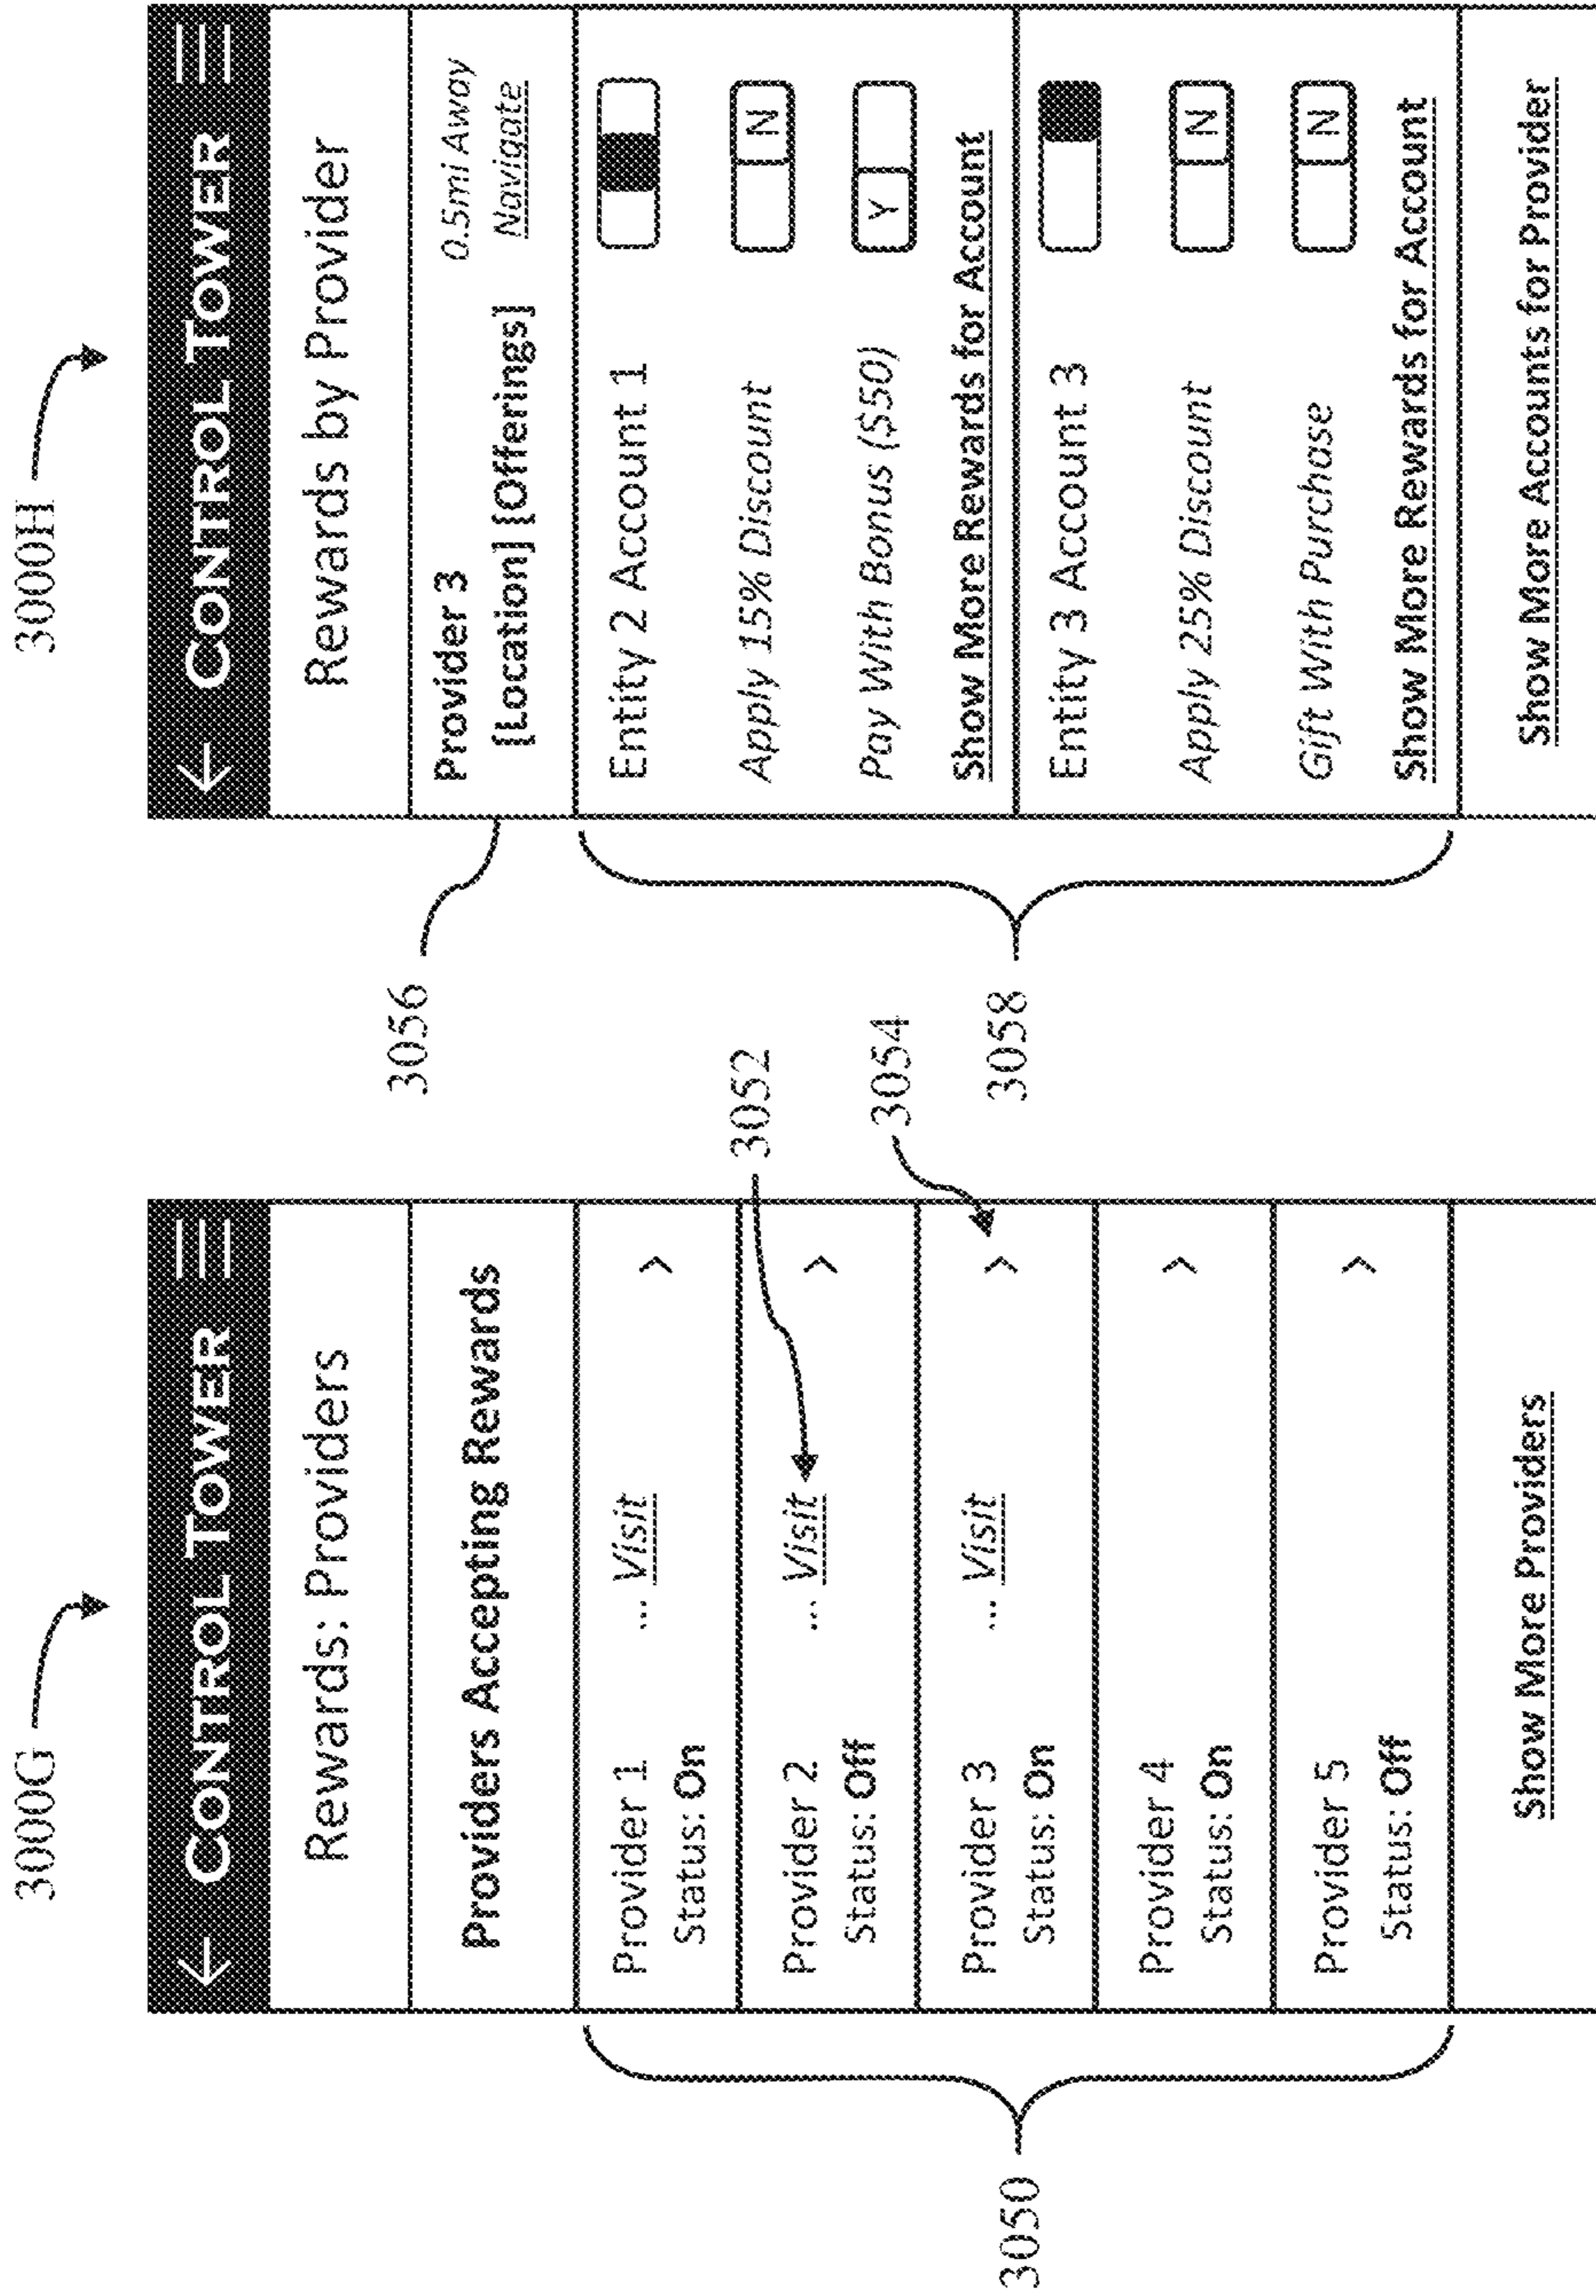 3000G
← CONTROL TOWER
Rewards: Providers
Providers Accepting Rewards
Provider 1 ... Visit >
Status: On
Provider 2 ... Visit >
Status: Off
Provider 3 ... Visit >
Status: On
Provider 4 >
Status: On
Provider 5 >
Status: Off
Show More Providers
3050
3052
3054
3000H
← CONTROL TOWER
Rewards by Provider
Provider 3 0.5mi Away
[Location] [Offerings] Navigate
Entity 2 Account 1
Apply 15% Discount N
Pay With Bonus ($50) Y
Show More Rewards for Account
Entity 3 Account 3
Apply 25% Discount N
Gift With Purchase N
Show More Rewards for Account
Show More Accounts for Provider
3056
3058